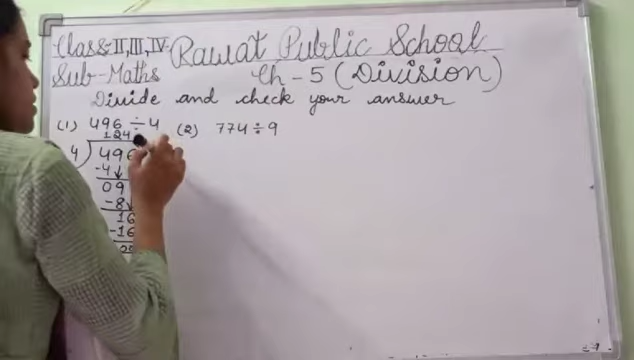 Class-II,III,IV Rawat Public School
Sub-Maths Ch-5 (Division)
Divide and check your answer
(1) 496÷4 (2) 774÷9
124
4)496
-4↓
09
-8↓
16
-16